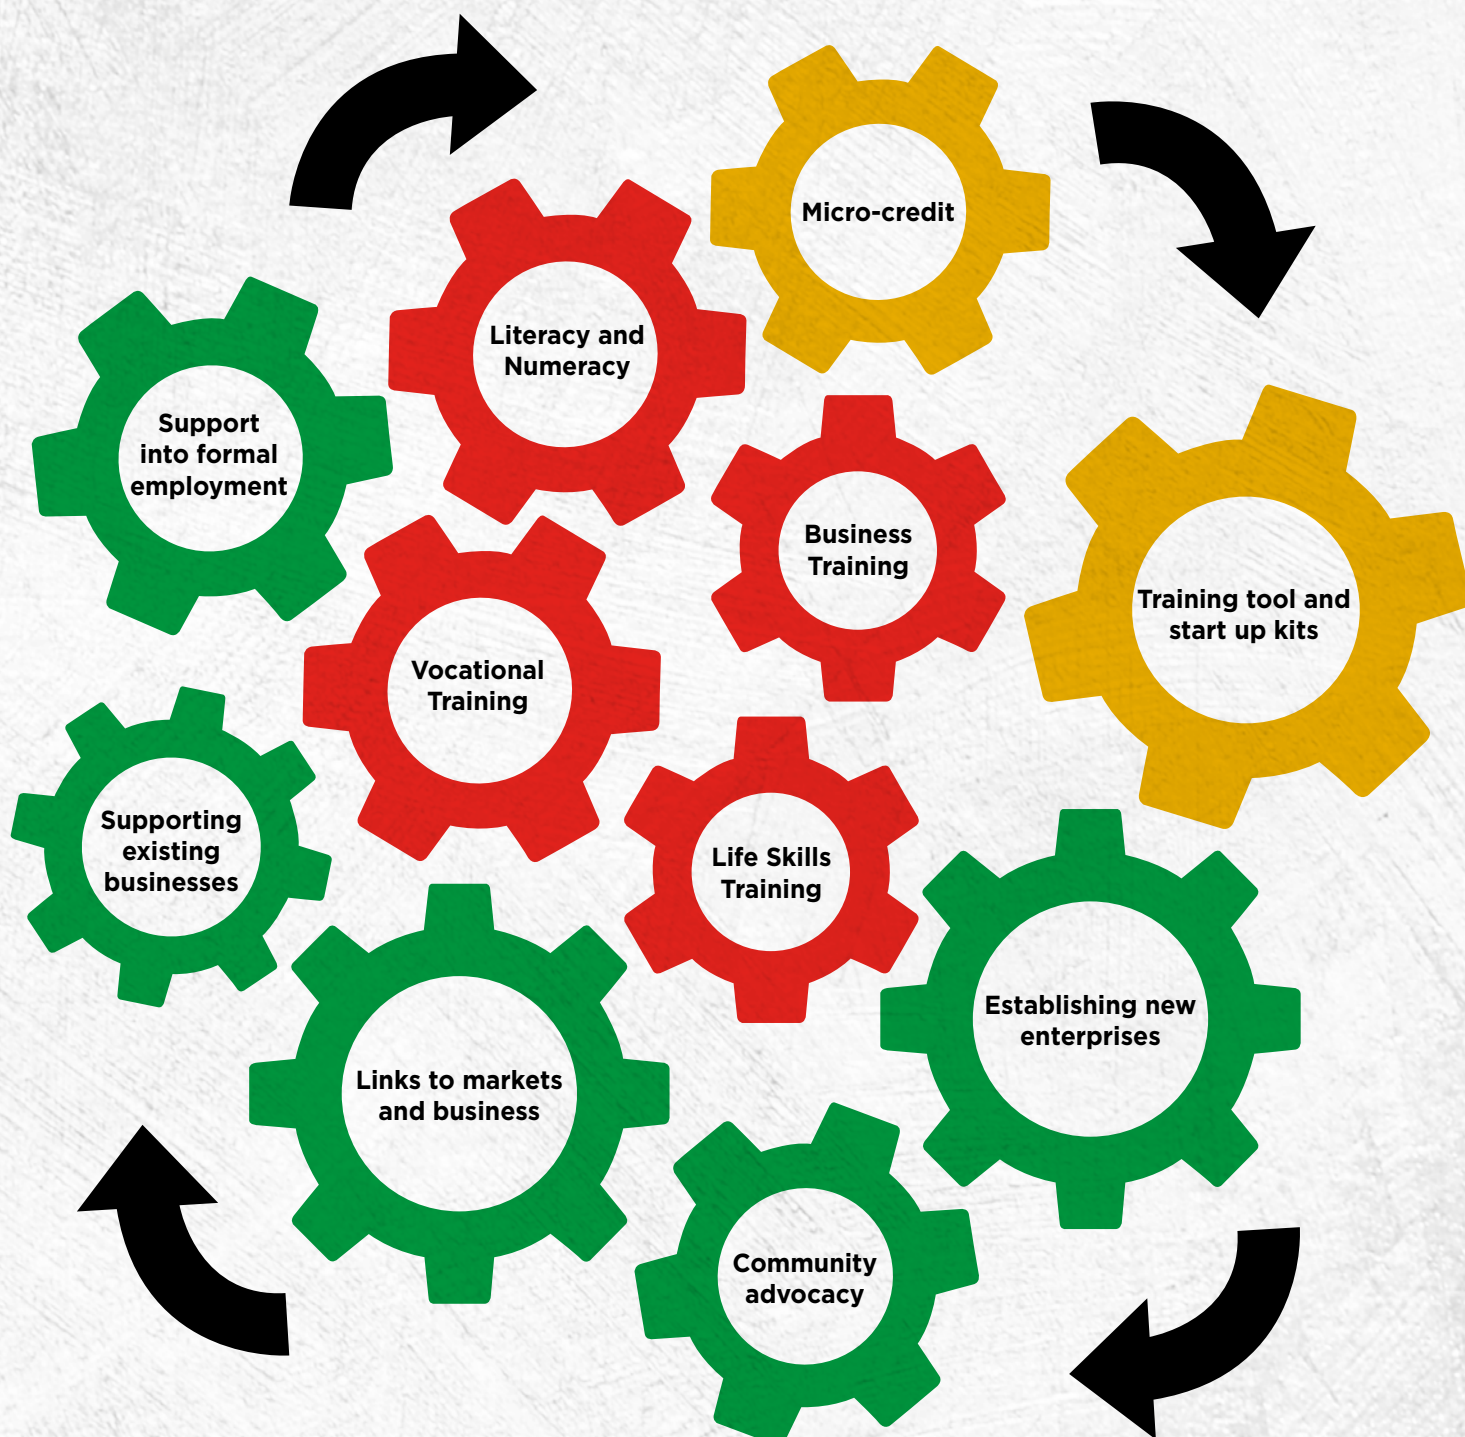 Micro-credit
Literacy and
Numeracy
Support
into formal
employment
Business
Training
Training tool and
start up kits
Vocational
Training
Supporting
existing
businesses
Life Skills
Training
Establishing new
enterprises
Links to markets
and business
Community
advocacy